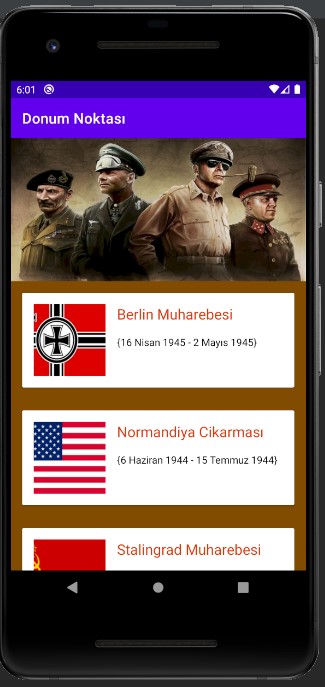 6:01
Donum Noktası
Berlin Muharebesi
{16 Nisan 1945 - 2 Mayıs 1945}
Normandiya Cikarması
{6 Haziran 1944 - 15 Temmuz 1944}
Stalingrad Muharebesi